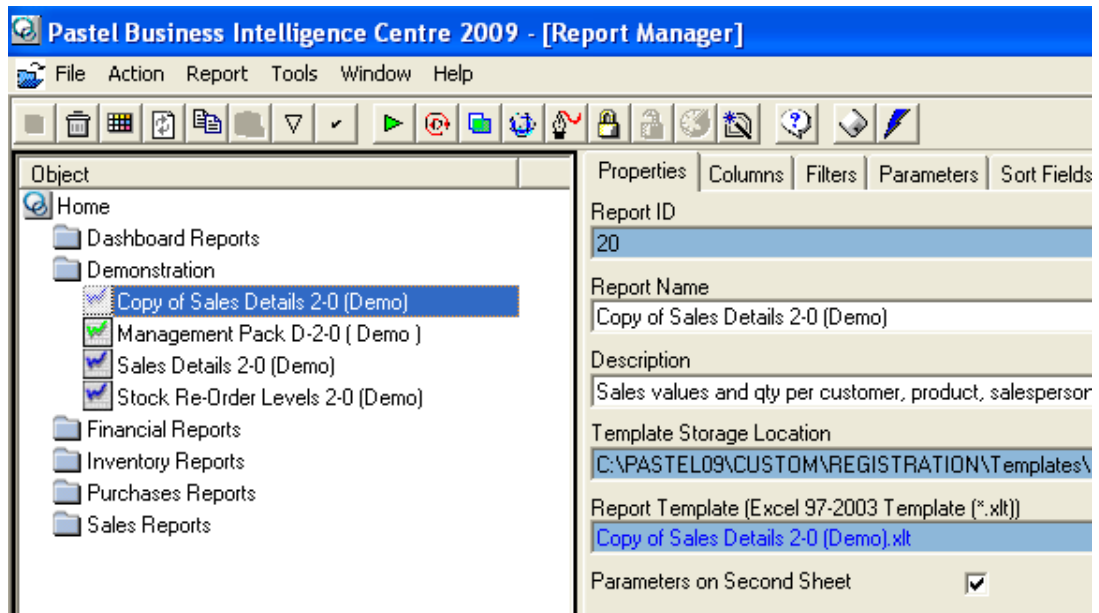 Pastel Business Intelligence Centre 2009 - [Report Manager]
File Action Report Tools Window Help
Object
Home
Dashboard Reports
Demonstration
Copy of Sales Details 2-0 (Demo)
Management Pack D-2-0 ( Demo )
Sales Details 2-0 (Demo)
Stock Re-Order Levels 2-0 (Demo)
Financial Reports
Inventory Reports
Purchases Reports
Sales Reports
Properties Columns Filters Parameters Sort Fields
Report ID
20
Report Name
Copy of Sales Details 2-0 (Demo)
Description
Sales values and qty per customer, product, salesperson
Template Storage Location
C:\PASTEL09\CUSTOM\REGISTRATION\Templates\
Report Template (Excel 97-2003 Template (*.xlt))
Copy of Sales Details 2-0 (Demo).xlt
Parameters on Second Sheet